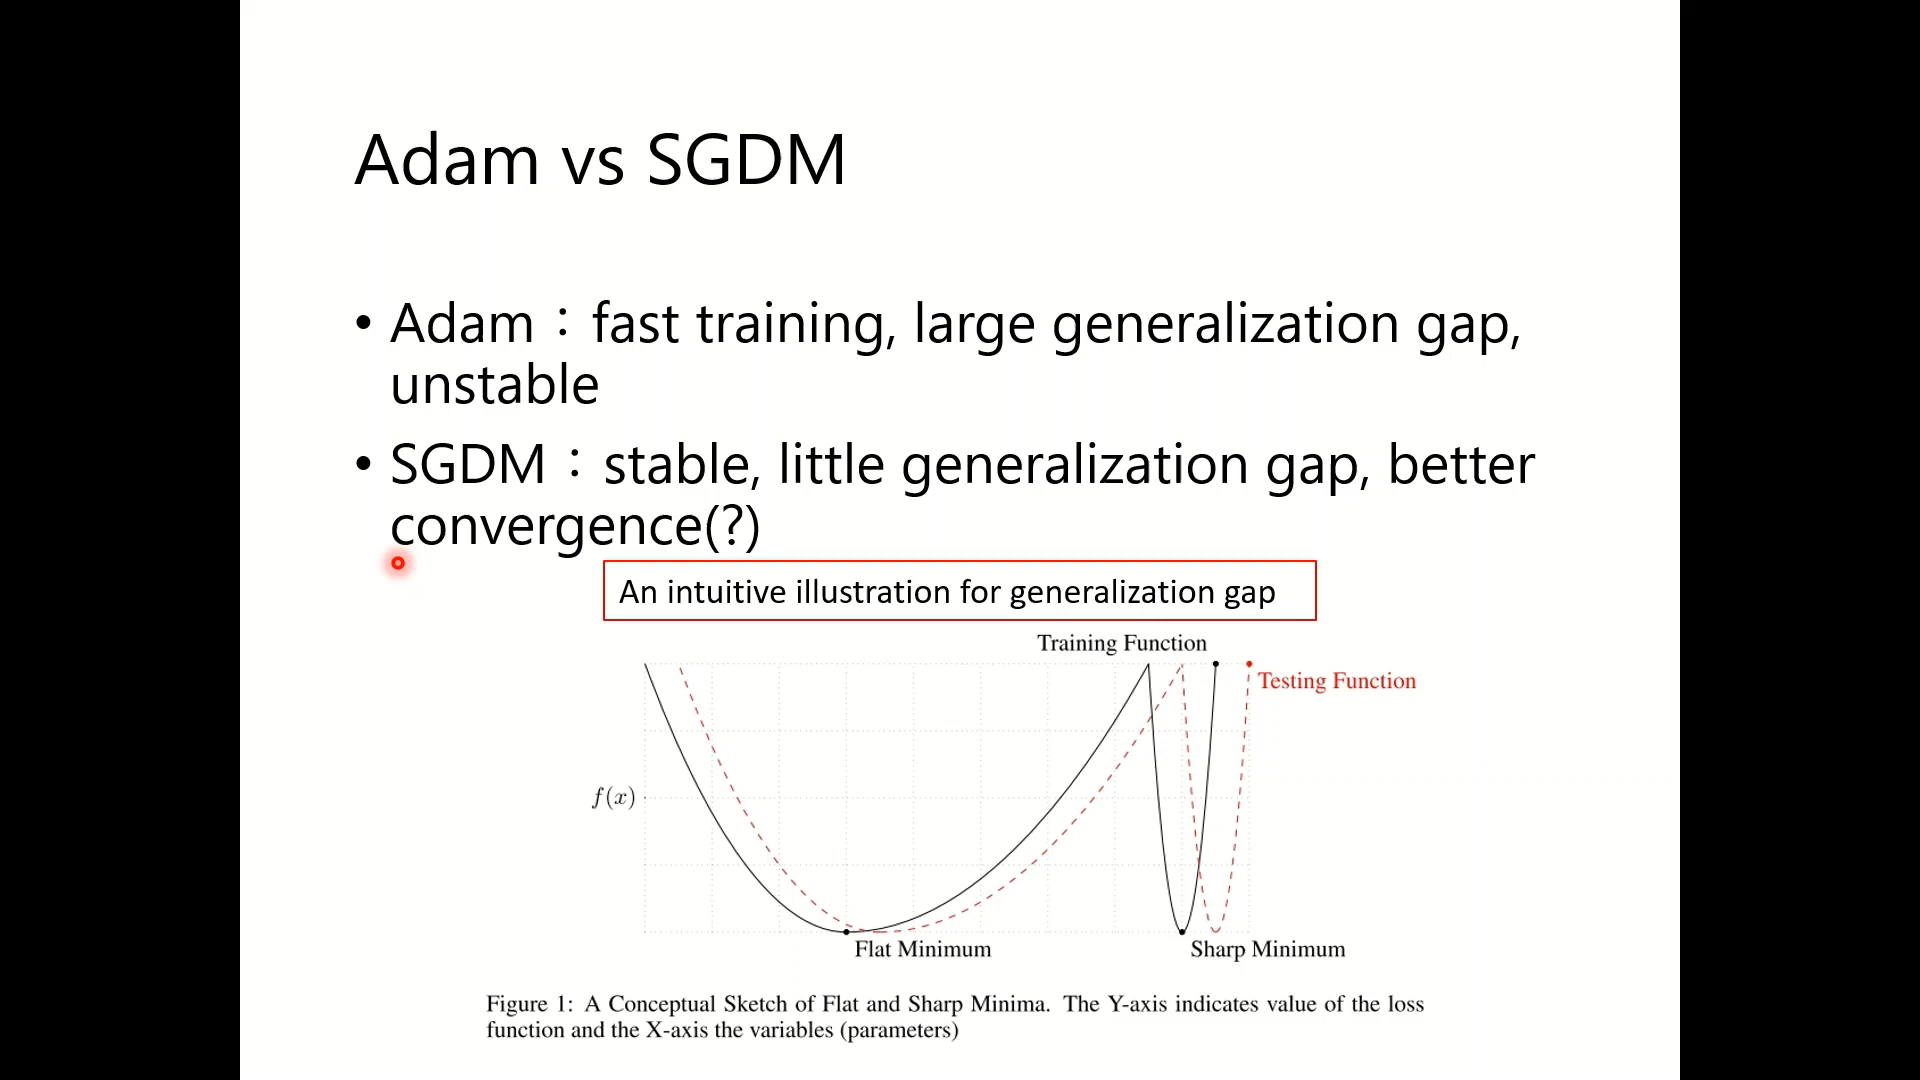 Adam vs SGDM
• Adam：fast training, large generalization gap,
unstable
• SGDM：stable, little generalization gap, better
convergence(?)
An intuitive illustration for generalization gap
Training Function
Testing Function
f(x)
Flat Minimum
Sharp Minimum
Figure 1: A Conceptual Sketch of Flat and Sharp Minima. The Y-axis indicates value of the loss
function and the X-axis the variables (parameters)